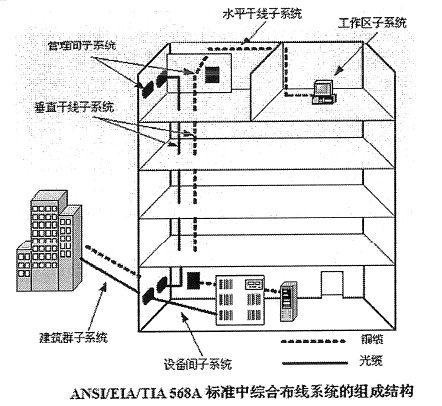 水平干线子系统
工作区子系统
管理间子系统
垂直干线子系统
建筑群子系统
设备间子系统
铜缆
光缆
ANSI/EIA/TIA 568A 标准中综合布线系统的组成结构